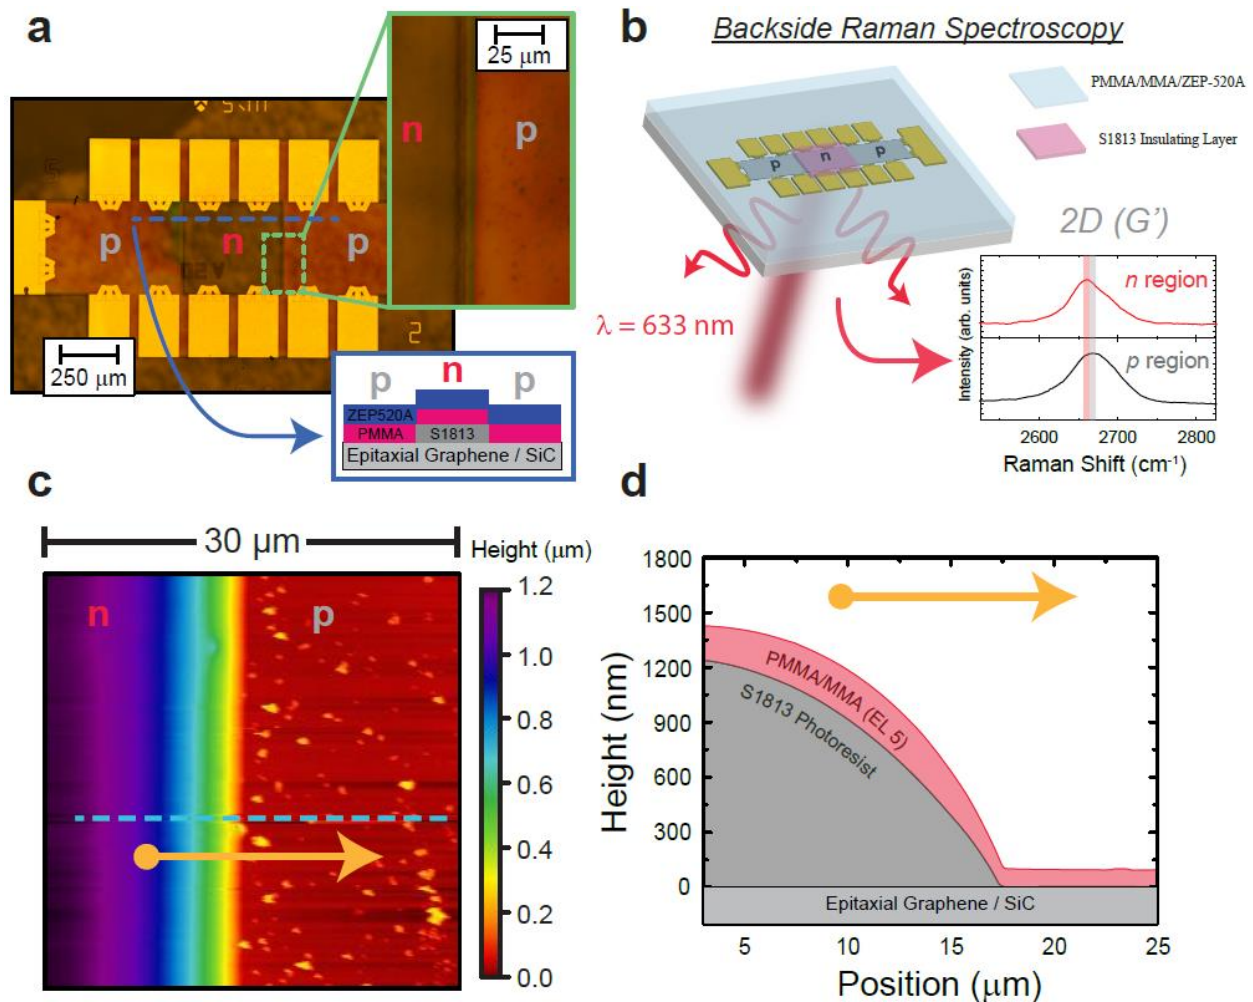 a
25 μm
n
p
p
n
p
2
250 μm
p
n
p
ZEP520A
PMMA
S1813
Epitaxial Graphene / SiC
b
Backside Raman Spectroscopy
PMMA/MMA/ZEP-520A
S1813 Insulating Layer
p
n
p
λ = 633 nm
2D (G')
Intensity (arb. units)
n region
p region
2600
2700
2800
Raman Shift (cm⁻¹)
c
30 μm
Height (μm)
n
p
1.2
1.0
0.8
0.6
0.4
0.2
0.0
d
Height (nm)
1800
1500
1200
900
600
300
0
PMMA/MMA (EL 5)
S1813 Photoresist
Epitaxial Graphene / SiC
5
10
15
20
25
Position (μm)